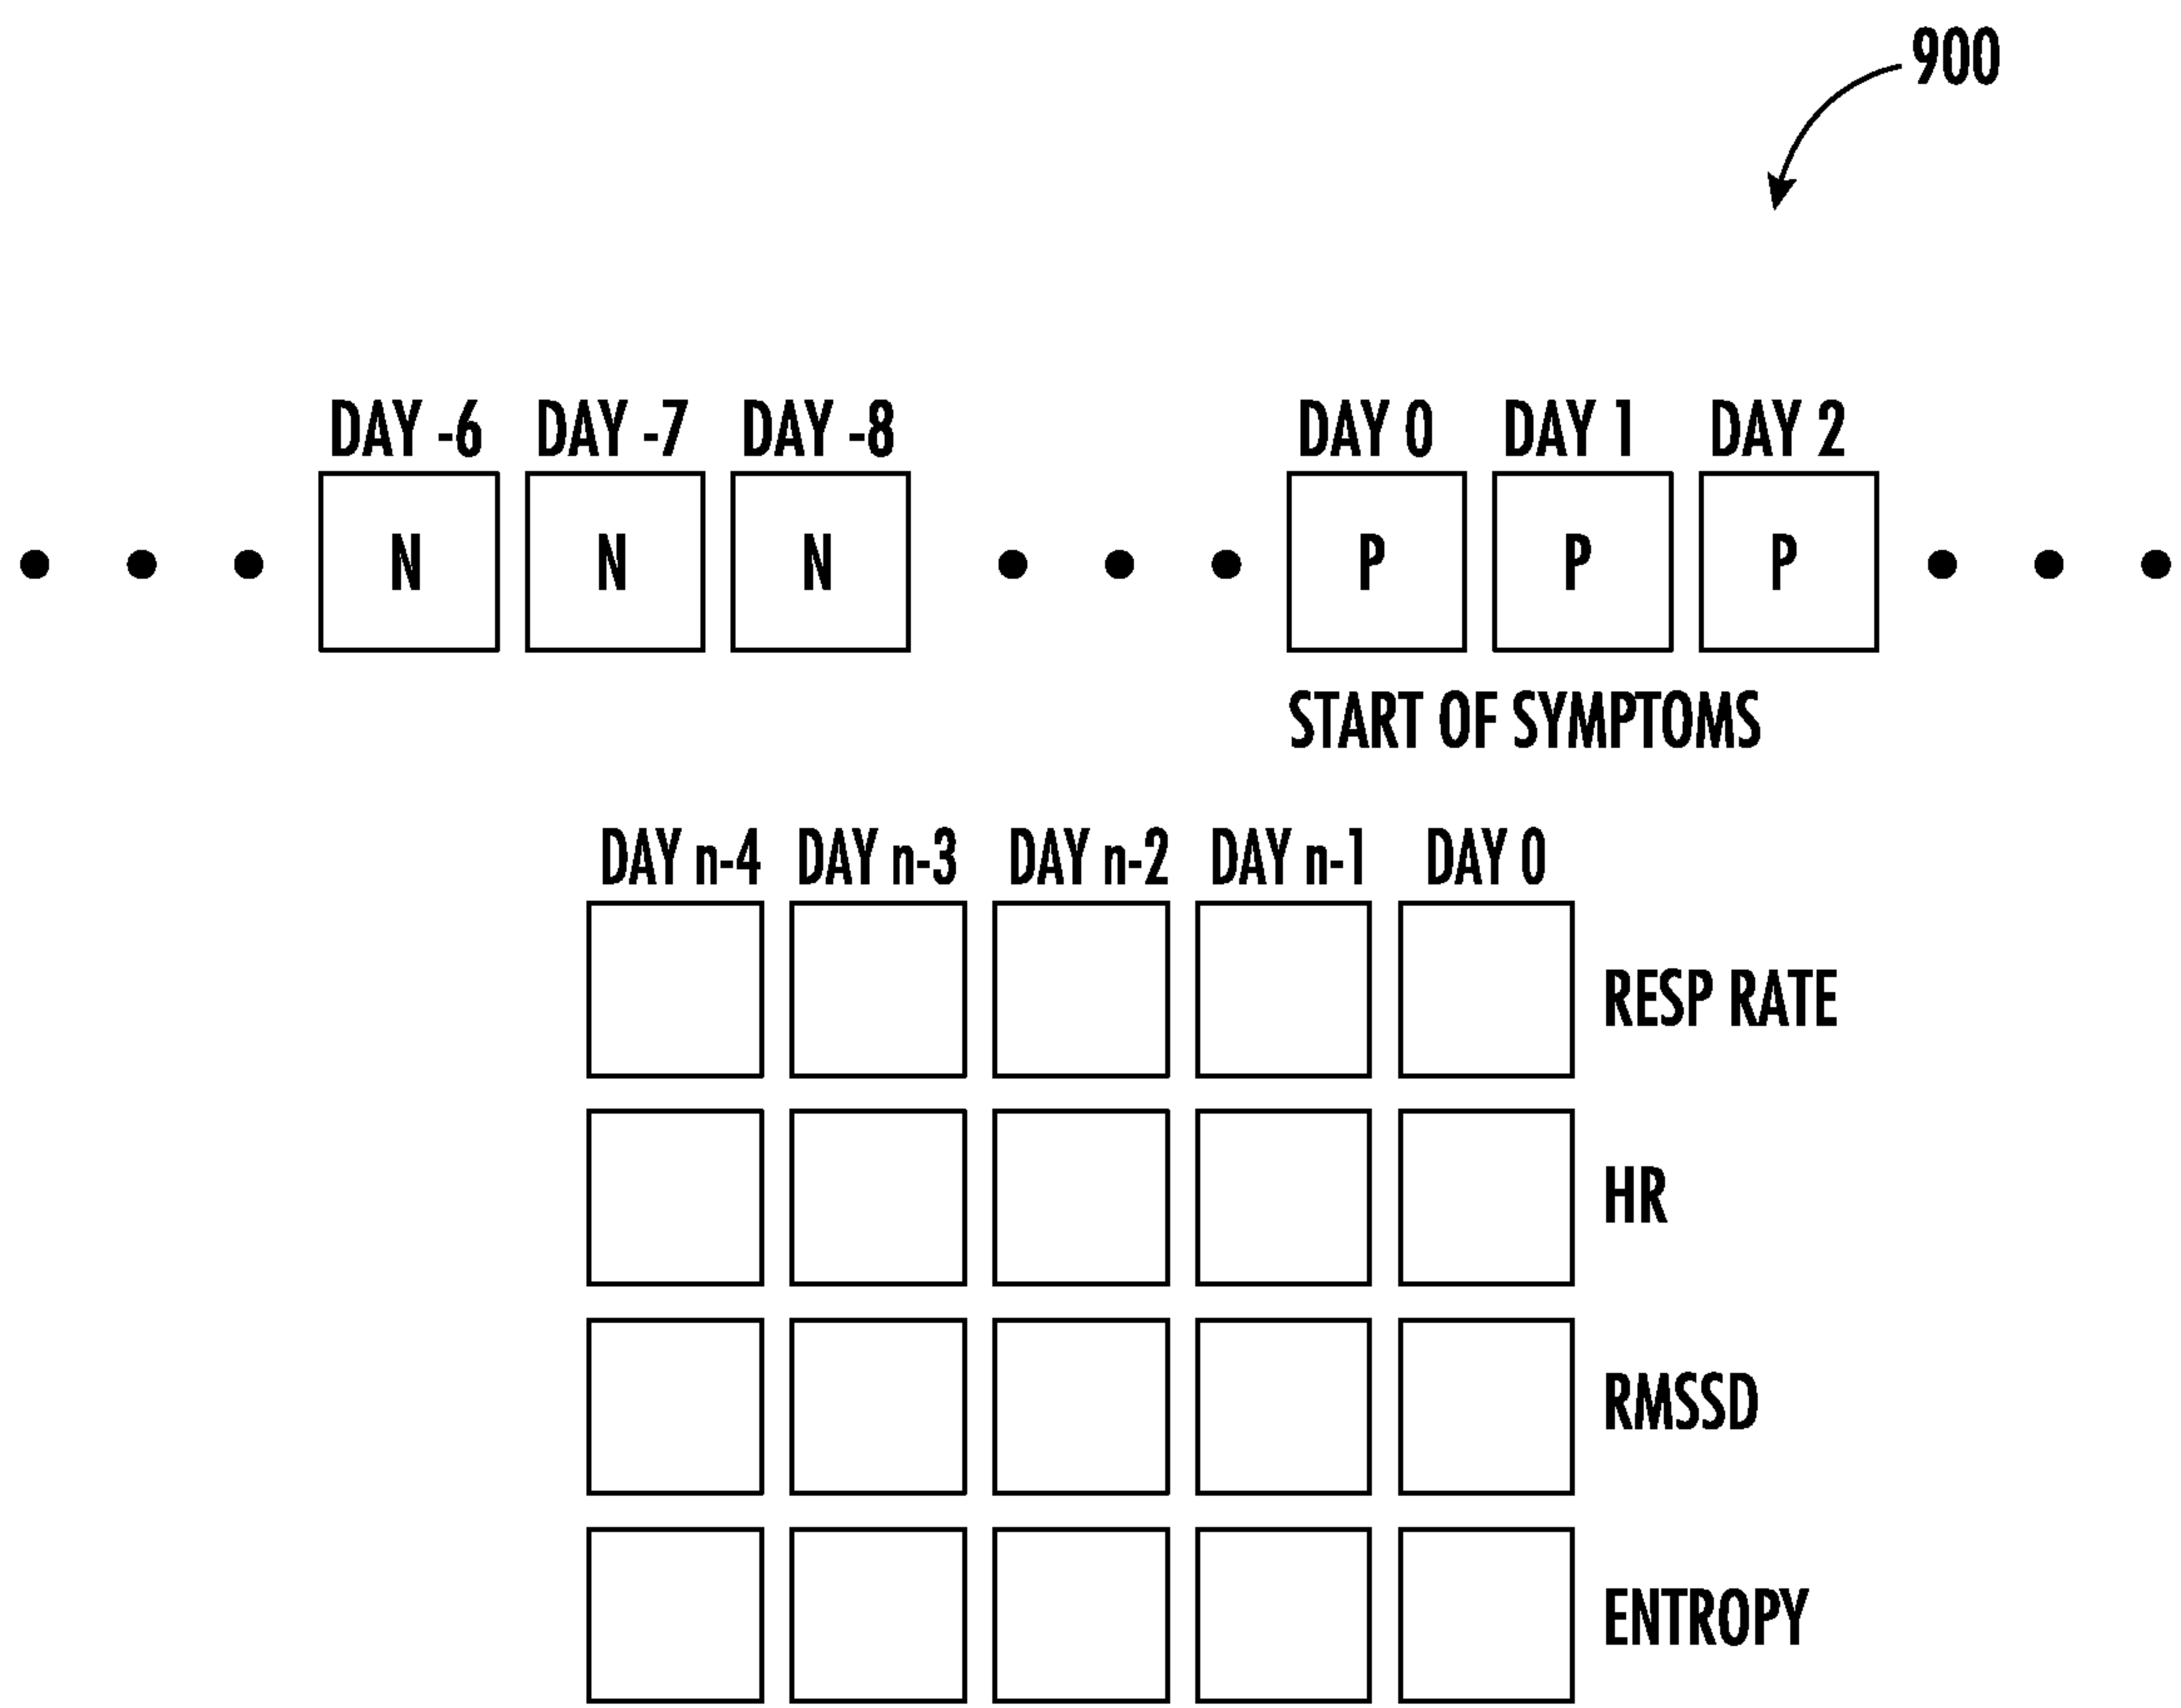 900
DAY -6 DAY -7 DAY -8 DAY 0 DAY 1 DAY 2
N N N P P P
START OF SYMPTOMS
DAY n-4 DAY n-3 DAY n-2 DAY n-1 DAY 0
RESP RATE
HR
RMSSD
ENTROPY